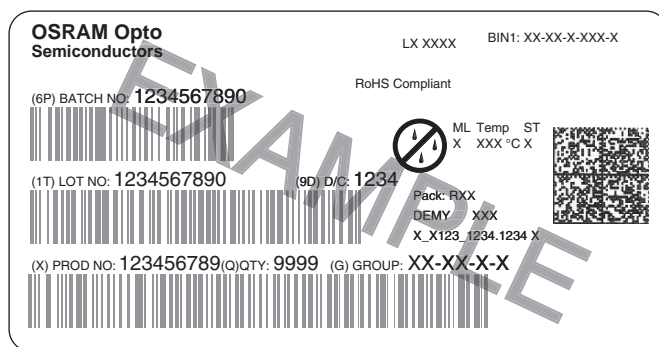 OSRAM Opto
Semiconductors
LX XXXX
BIN1: XX-XX-X-XXX-X
RoHS Compliant
(6P) BATCH NO: 1234567890
ML Temp ST
X XXX °C X
(1T) LOT NO: 1234567890
(9D) D/C: 1234
Pack: RXX
DEMY XXX
X_X123_1234.1234 X
(X) PROD NO: 123456789(Q)QTY: 9999 (G) GROUP: XX-XX-X-X
EXAMPLE